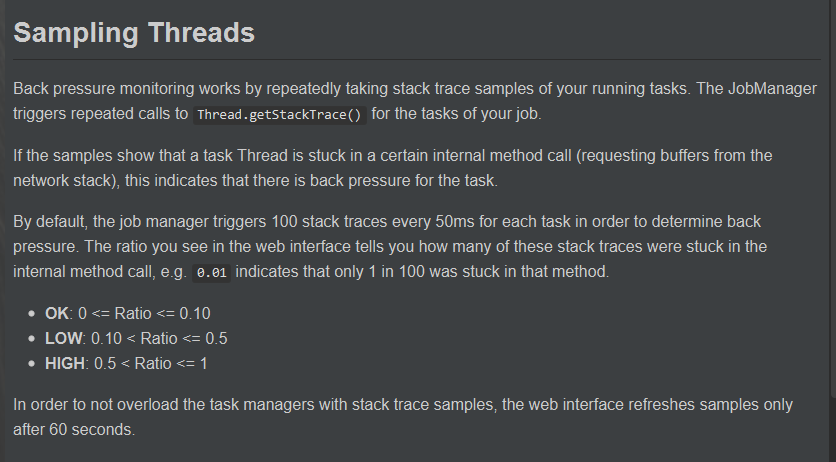 Sampling Threads
Back pressure monitoring works by repeatedly taking stack trace samples of your running tasks. The JobManager
triggers repeated calls to Thread.getStackTrace() for the tasks of your job.
If the samples show that a task Thread is stuck in a certain internal method call (requesting buffers from the
network stack), this indicates that there is back pressure for the task.
By default, the job manager triggers 100 stack traces every 50ms for each task in order to determine back
pressure. The ratio you see in the web interface tells you how many of these stack traces were stuck in the
internal method call, e.g. 0.01 indicates that only 1 in 100 was stuck in that method.
• OK: 0 <= Ratio <= 0.10
• LOW: 0.10 < Ratio <= 0.5
• HIGH: 0.5 < Ratio <= 1
In order to not overload the task managers with stack trace samples, the web interface refreshes samples only
after 60 seconds.